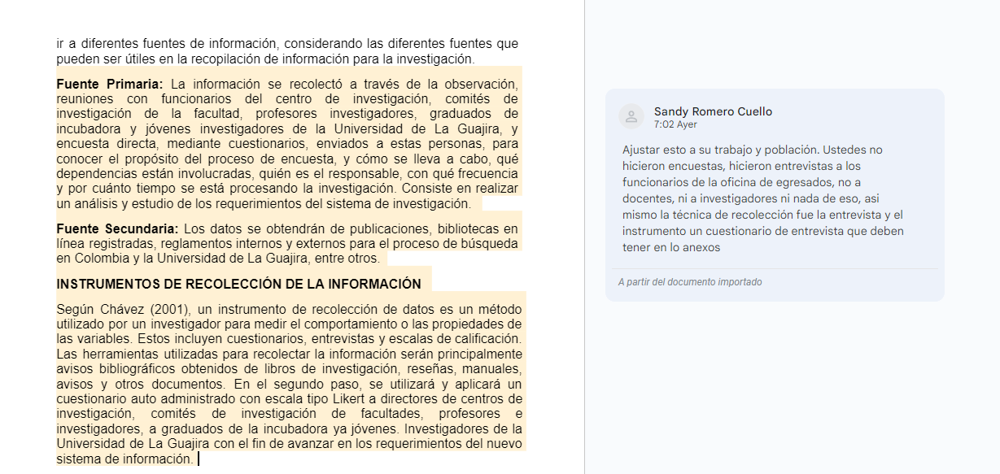 ir a diferentes fuentes de información, considerando las diferentes fuentes que
pueden ser útiles en la recopilación de información para la investigación.
Fuente Primaria: La información se recolectó a través de la observación,
reuniones con funcionarios del centro de investigación, comités de
investigación de la facultad, profesores investigadores, graduados de
incubadora y jóvenes investigadores de la Universidad de La Guajira, y
encuesta directa, mediante cuestionarios, enviados a estas personas, para
conocer el propósito del proceso de encuesta, y cómo se lleva a cabo, qué
dependencias están involucradas, quién es el responsable, con qué frecuencia
y por cuánto tiempo se está procesando la investigación. Consiste en realizar
un análisis y estudio de los requerimientos del sistema de investigación.
Fuente Secundaria: Los datos se obtendrán de publicaciones, bibliotecas en
línea registradas, reglamentos internos y externos para el proceso de búsqueda
en Colombia y la Universidad de La Guajira, entre otros.
INSTRUMENTOS DE RECOLECCIÓN DE LA INFORMACIÓN
Según Chávez (2001), un instrumento de recolección de datos es un método
utilizado por un investigador para medir el comportamiento o las propiedades de
las variables. Estos incluyen cuestionarios, entrevistas y escalas de calificación.
Las herramientas utilizadas para recolectar la información serán principalmente
avisos bibliográficos obtenidos de libros de investigación, reseñas, manuales,
avisos y otros documentos. En el segundo paso, se utilizará y aplicará un
cuestionario auto administrado con escala tipo Likert a directores de centros de
investigación, comités de investigación de facultades, profesores e
investigadores, a graduados de la incubadora ya jóvenes. Investigadores de la
Universidad de La Guajira con el fin de avanzar en los requerimientos del nuevo
sistema de información.
Sandy Romero Cuello
7:02 Ayer
Ajustar esto a su trabajo y población. Ustedes no
hicieron encuestas, hicieron entrevistas a los
funcionarios de la oficina de egresados, no a
docentes, ni a investigadores ni nada de eso, asi
mismo la técnica de recolección fue la entrevista y el
instrumento un cuestionario de entrevista que deben
tener en lo anexos
A partir del documento importado